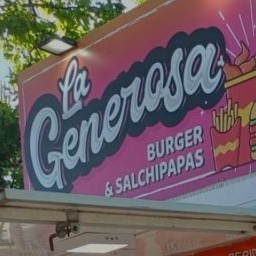 La
Generosa
BURGER
& SALCHIPAPAS